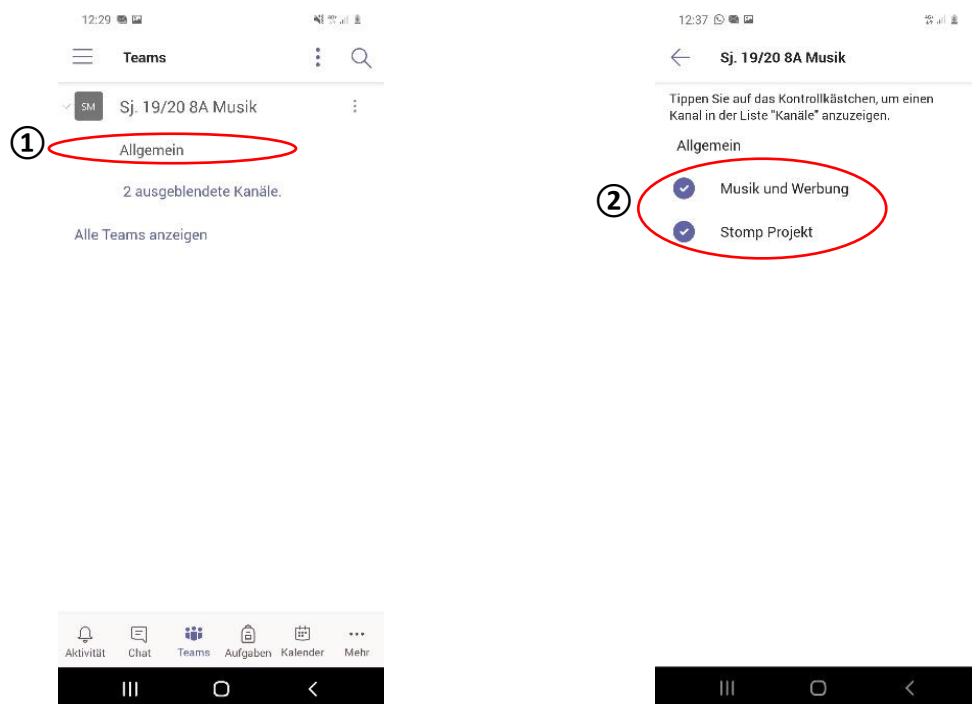 12:29
Teams
SM Sj. 19/20 8A Musik
① Allgemein
2 ausgeblendete Kanäle.
Alle Teams anzeigen
Aktivität Chat Teams Aufgaben Kalender Mehr
12:37
Sj. 19/20 8A Musik
Tippen Sie auf das Kontrollkästchen, um einen
Kanal in der Liste "Kanäle" anzuzeigen.
Allgemein
② Musik und Werbung
Stomp Projekt